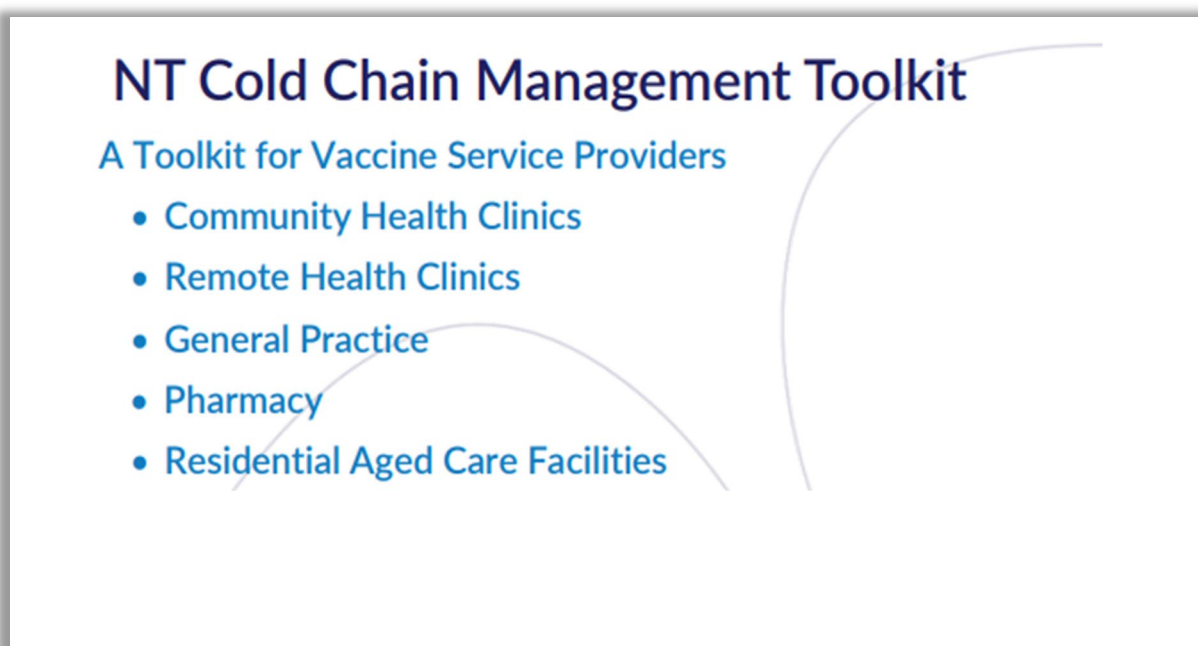 NT Cold Chain Management Toolkit
A Toolkit for Vaccine Service Providers
• Community Health Clinics
• Remote Health Clinics
• General Practice
• Pharmacy
• Residential Aged Care Facilities